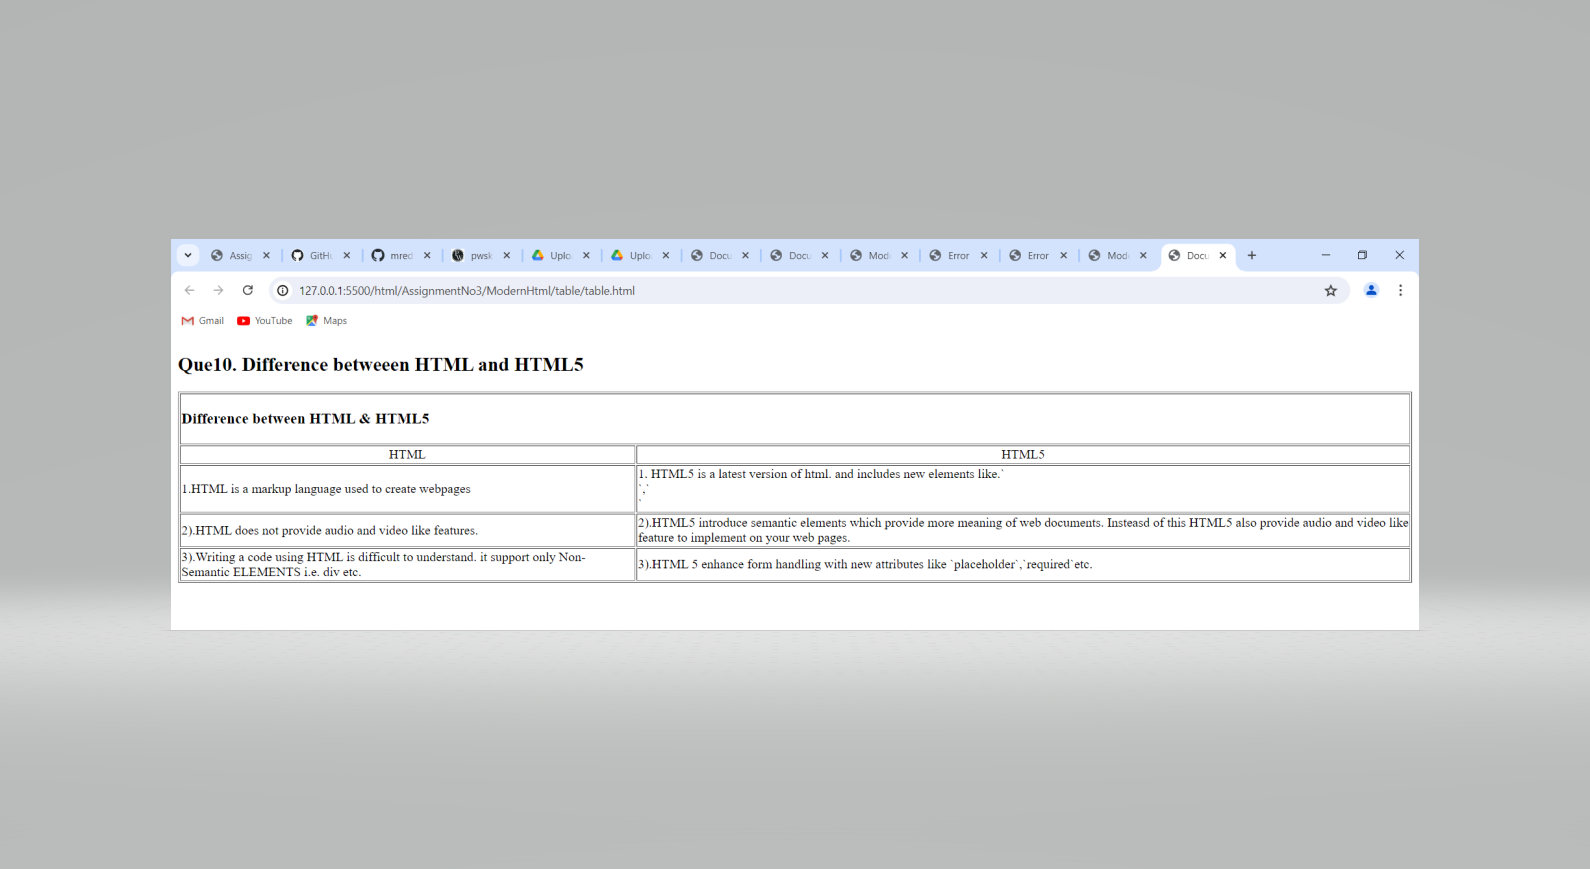 Assig
GitHu
mred
pwsk
Uplo
Uplo
Docu
Docu
Mod
Error
Error
Mod
Docu
127.0.0.1:5500/html/AssignmentNo3/ModernHtml/table/table.html
Gmail YouTube Maps
Que10. Difference betweeen HTML and HTML5
Difference between HTML & HTML5
HTML HTML5
1.HTML is a markup language used to create webpages
1. HTML5 is a latest version of html. and includes new elements like.`
`,`
`
2).HTML does not provide audio and video like features.
2).HTML5 introduce semantic elements which provide more meaning of web documents. Insteasd of this HTML5 also provide audio and video like
feature to implement on your web pages.
3).Writing a code using HTML is difficult to understand. it support only Non-
Semantic ELEMENTS i.e. div etc.
3).HTML 5 enhance form handling with new attributes like `placeholder`,`required`etc.